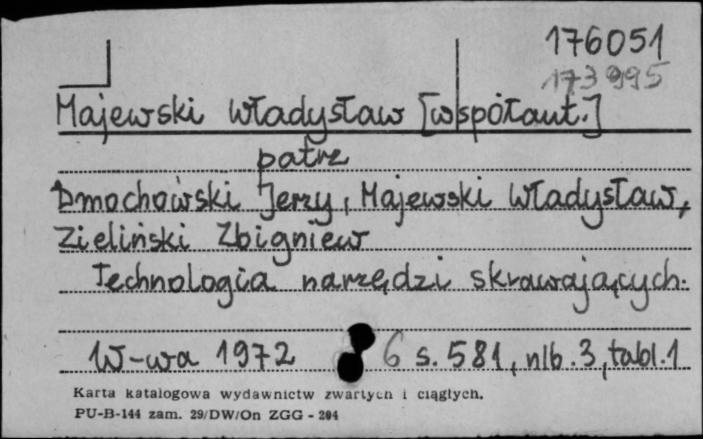 176051
173995
Majewski Władysław [współaut.]
patrz
Dmochowski Jerzy, Majewski Władysław,
Zieliński Zbigniew
Technologia narzędzi skrawających.
W-wa 1972 6 s. 581, nlb. 3, tabl. 1
Karta katalogowa wydawnictw zwartych i ciągłych.
PU-B-144 zam. 29/DW/On ZGG - 204